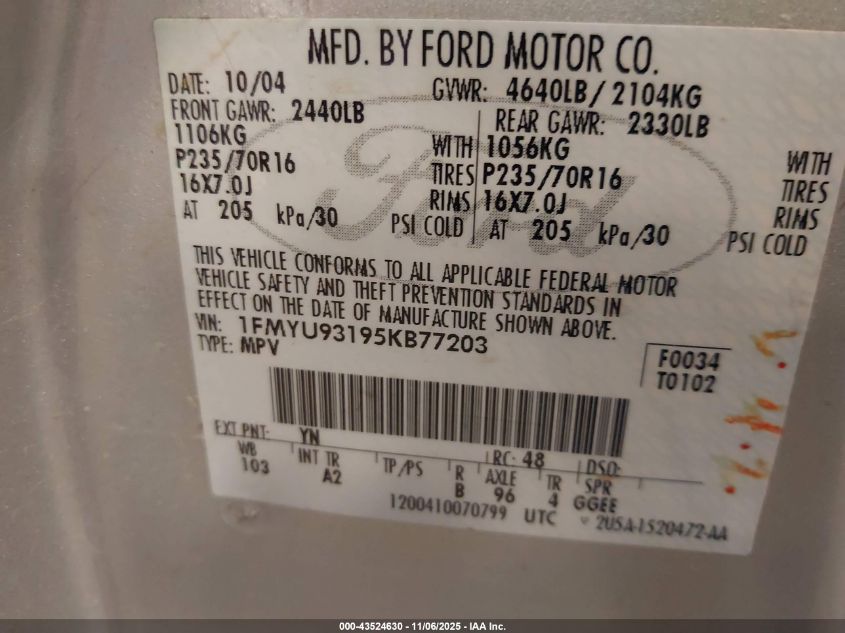 MFD. BY FORD MOTOR CO.
DATE: 10/04 GVWR: 4640LB/ 2104KG
FRONT GAWR: 2440LB REAR GAWR: 2330LB
1106KG WITH 1056KG WITH
P235/70R16 TIRES P235/70R16 TIRES
16X7.0J RIMS 16X7.0J RIMS
AT 205 kPa/30 PSI COLD AT 205 kPa/30 PSI COLD
Ford
THIS VEHICLE CONFORMS TO ALL APPLICABLE FEDERAL MOTOR
VEHICLE SAFETY AND THEFT PREVENTION STANDARDS IN
EFFECT ON THE DATE OF MANUFACTURE SHOWN ABOVE.
VIN: 1FMYU93195KB77203
TYPE: MPV
F0034
T0102
EXT PNT: YN RC: 48 DSO:
WB INT TR TP/PS R AXLE TR SPR
103 A2 B 96 4 GGEE
1200410070799 UTC 2U5A-1520472-AA
000-43524630 - 11/06/2025 - IAA Inc.